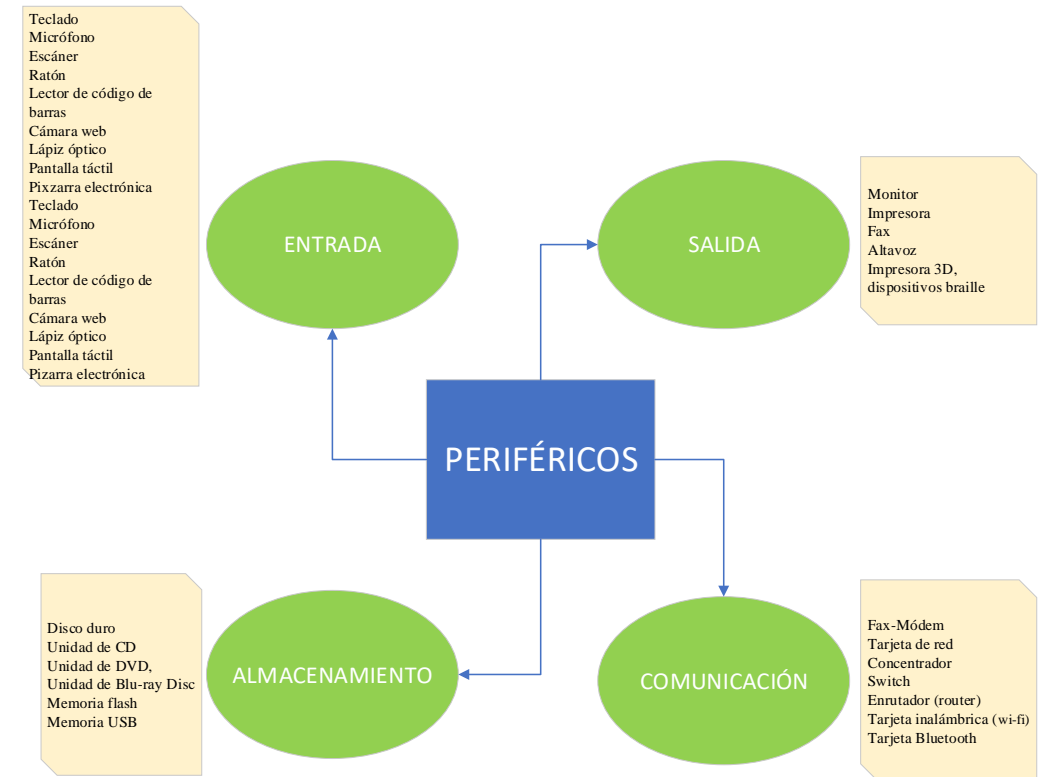 Teclado
Micrófono
Escáner
Ratón
Lector de código de
barras
Cámara web
Lápiz óptico
Pantalla táctil
Pixzarra electrónica
Teclado
Micrófono
Escáner
Ratón
Lector de código de
barras
Cámara web
Lápiz óptico
Pantalla táctil
Pizarra electrónica
ENTRADA
SALIDA
Monitor
Impresora
Fax
Altavoz
Impresora 3D,
dispositivos braille
PERIFÉRICOS
Disco duro
Unidad de CD
Unidad de DVD,
Unidad de Blu-ray Disc
Memoria flash
Memoria USB
ALMACENAMIENTO
COMUNICACIÓN
Fax-Módem
Tarjeta de red
Concentrador
Switch
Enrutador (router)
Tarjeta inalámbrica (wi-fi)
Tarjeta Bluetooth